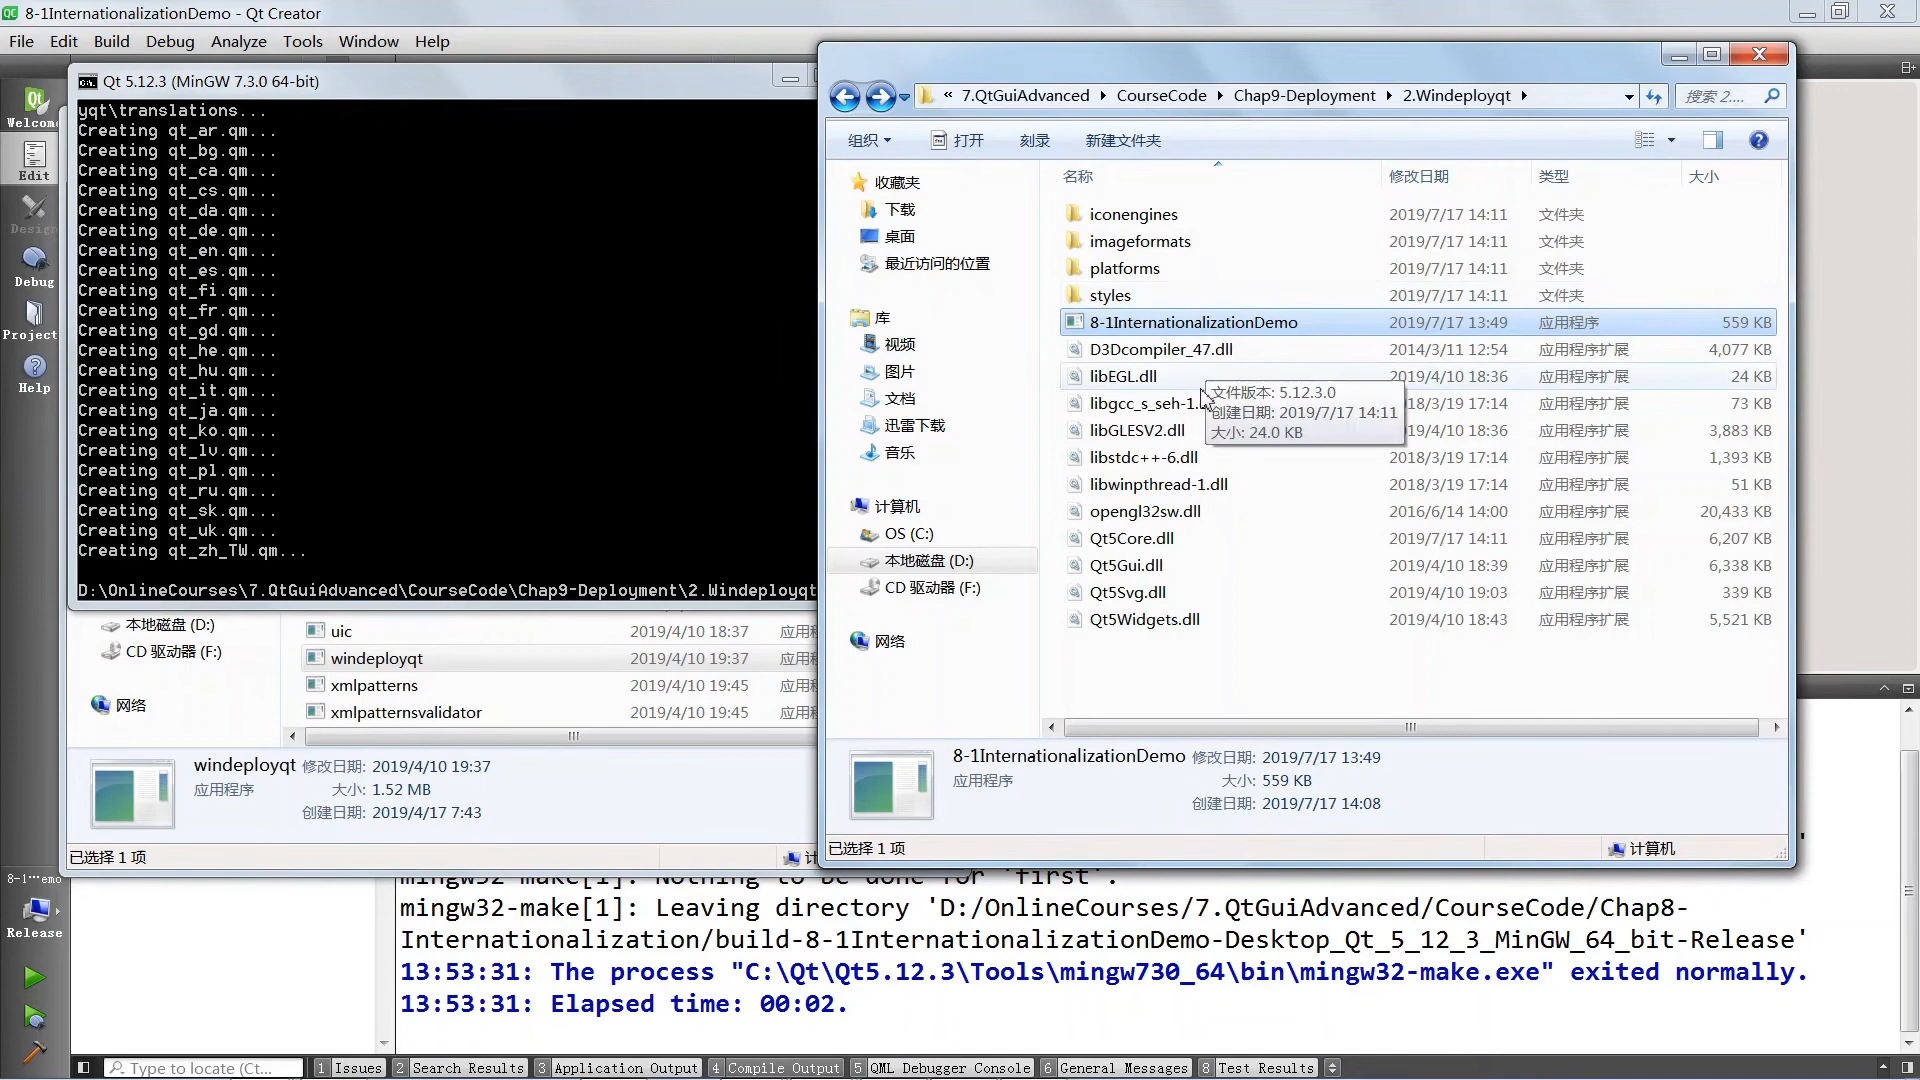 8-1InternationalizationDemo - Qt Creator
File Edit Build Debug Analyze Tools Window Help
Welcome
Edit
Design
Debug
Project
Help
8-1···emo
Release
Qt 5.12.3 (MinGW 7.3.0 64-bit)
yqt\translations...
Creating qt_ar.qm...
Creating qt_bg.qm...
Creating qt_ca.qm...
Creating qt_cs.qm...
Creating qt_da.qm...
Creating qt_de.qm...
Creating qt_en.qm...
Creating qt_es.qm...
Creating qt_fi.qm...
Creating qt_fr.qm...
Creating qt_gd.qm...
Creating qt_he.qm...
Creating qt_hu.qm...
Creating qt_it.qm...
Creating qt_ja.qm...
Creating qt_ko.qm...
Creating qt_lv.qm...
Creating qt_pl.qm...
Creating qt_ru.qm...
Creating qt_sk.qm...
Creating qt_uk.qm...
Creating qt_zh_TW.qm...
D:\OnlineCourses\7.QtGuiAdvanced\CourseCode\Chap9-Deployment\2.Windeployqt
本地磁盘 (D:)
CD 驱动器 (F:)
网络
uic 2019/4/10 18:37
windeployqt 2019/4/10 19:37
xmlpatterns 2019/4/10 19:45
xmlpatternsvalidator 2019/4/10 19:45
windeployqt 修改日期: 2019/4/10 19:37
应用程序 大小: 1.52 MB
创建日期: 2019/4/17 7:43
已选择 1 项
« 7.QtGuiAdvanced CourseCode Chap9-Deployment 2.Windeployqt
搜索 2....
组织 打开 刻录 新建文件夹
收藏夹
下载
桌面
最近访问的位置
库
视频
图片
文档
迅雷下载
音乐
计算机
OS (C:)
本地磁盘 (D:)
CD 驱动器 (F:)
网络
名称 修改日期 类型 大小
iconengines 2019/7/17 14:11 文件夹
imageformats 2019/7/17 14:11 文件夹
platforms 2019/7/17 14:11 文件夹
styles 2019/7/17 14:11 文件夹
8-1InternationalizationDemo 2019/7/17 13:49 应用程序 559 KB
D3Dcompiler_47.dll 2014/3/11 12:54 应用程序扩展 4,077 KB
libEGL.dll 2019/4/10 18:36 应用程序扩展 24 KB
libgcc_s_seh-1. 018/3/19 17:14 应用程序扩展 73 KB
libGLESV2.dll 019/4/10 18:36 应用程序扩展 3,883 KB
libstdc++-6.dll 2018/3/19 17:14 应用程序扩展 1,393 KB
libwinpthread-1.dll 2018/3/19 17:14 应用程序扩展 51 KB
opengl32sw.dll 2016/6/14 14:00 应用程序扩展 20,433 KB
Qt5Core.dll 2019/7/17 14:11 应用程序扩展 6,207 KB
Qt5Gui.dll 2019/4/10 18:39 应用程序扩展 6,338 KB
Qt5Svg.dll 2019/4/10 19:03 应用程序扩展 339 KB
Qt5Widgets.dll 2019/4/10 18:43 应用程序扩展 5,521 KB
文件版本: 5.12.3.0
创建日期: 2019/7/17 14:11
大小: 24.0 KB
8-1InternationalizationDemo 修改日期: 2019/7/17 13:49
应用程序 大小: 559 KB
创建日期: 2019/7/17 14:08
已选择 1 项 计算机
mingw32-make[1]: Nothing to be done for 'first'.
mingw32-make[1]: Leaving directory 'D:/OnlineCourses/7.QtGuiAdvanced/CourseCode/Chap8-
Internationalization/build-8-1InternationalizationDemo-Desktop_Qt_5_12_3_MinGW_64_bit-Release'
13:53:31: The process "C:\Qt\Qt5.12.3\Tools\mingw730_64\bin\mingw32-make.exe" exited normally.
13:53:31: Elapsed time: 00:02.
Type to locate (Ct... 1 Issues 2 Search Results 3 Application Output 4 Compile Output 5 QML Debugger Console 6 General Messages 8 Test Results